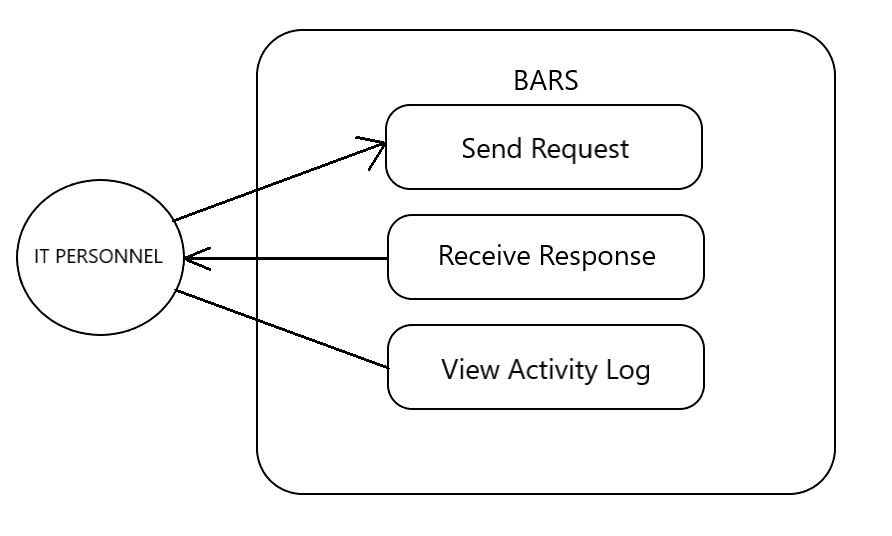 BARS
Send Request
IT PERSONNEL
Receive Response
View Activity Log